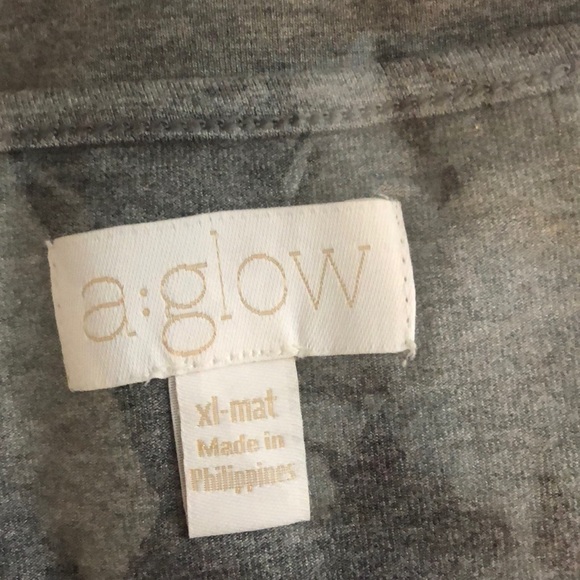 a:glow
xl-mat
Made in
Philippines